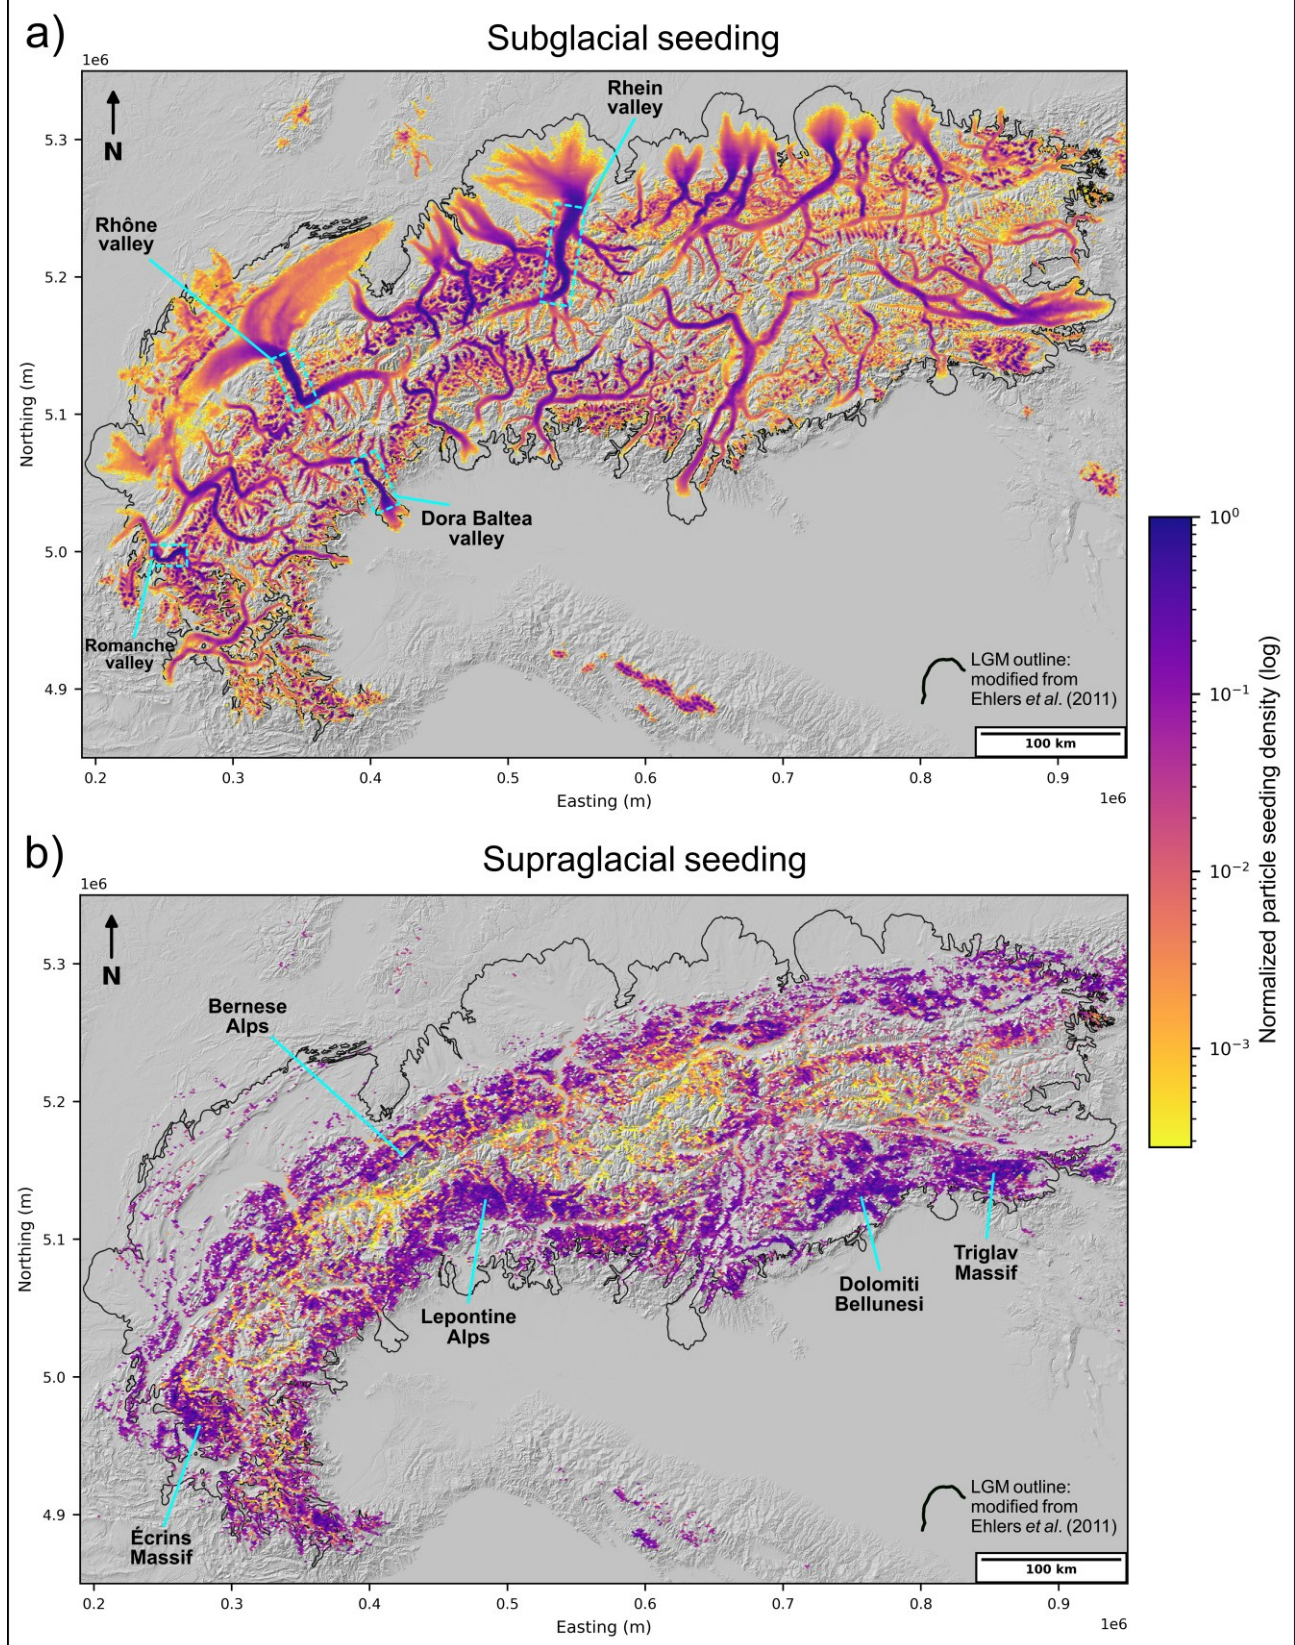 a)
Subglacial seeding
1e6
N
Rhein
valley
Rhône
valley
Dora Baltea
valley
Romanche
valley
5.3
5.2
5.1
5.0
4.9
Northing (m)
LGM outline:
modified from
Ehlers et al. (2011)
100 km
0.2 0.3 0.4 0.5 0.6 0.7 0.8 0.9
Easting (m)
1e6
b)
Supraglacial seeding
1e6
N
Bernese
Alps
Lepontine
Alps
Triglav
Massif
Dolomiti
Bellunesi
Écrins
Massif
5.3
5.2
5.1
5.0
4.9
Northing (m)
LGM outline:
modified from
Ehlers et al. (2011)
100 km
0.2 0.3 0.4 0.5 0.6 0.7 0.8 0.9
Easting (m)
1e6
10⁰
10⁻¹
10⁻²
10⁻³
Normalized particle seeding density (log)